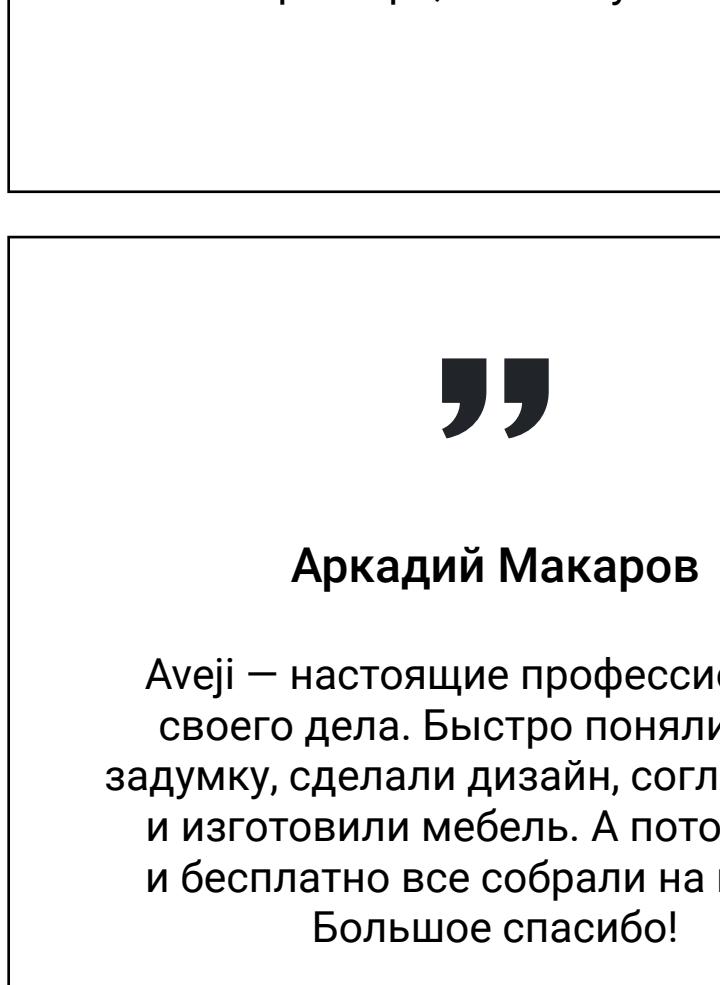 Аркадий Макаров
Aveji — настоящие
своего дела. Быстро поняли
задумку, сделали дизайн,
и изготовили мебель. А
и бесплатно все собрали на
Большое спасибо!